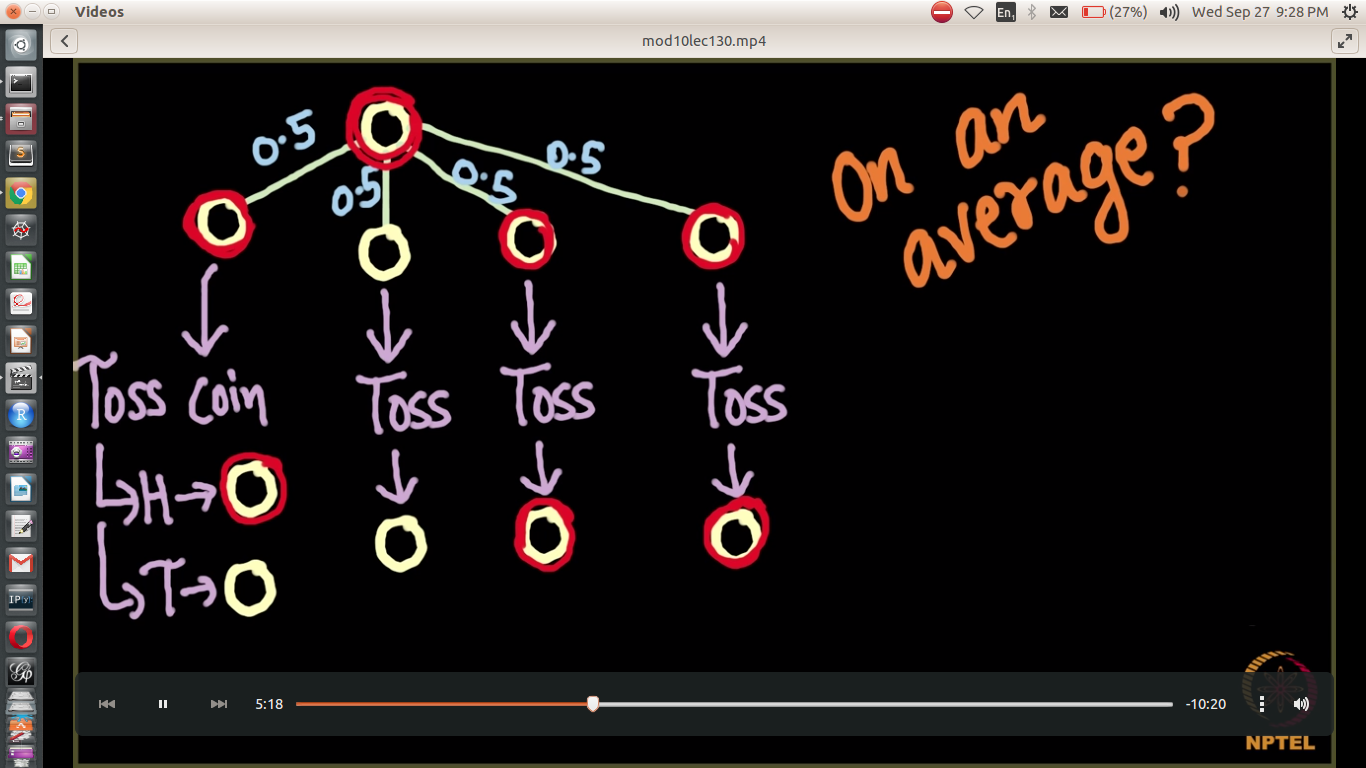 Videos
En1
(27%)
Wed Sep 27 9:28 PM
mod10lec130.mp4
0.5
0.5
0.5
0.5
On an
average?
Toss coin
Toss
Toss
Toss
H
T
5:18
-10:20
NPTEL